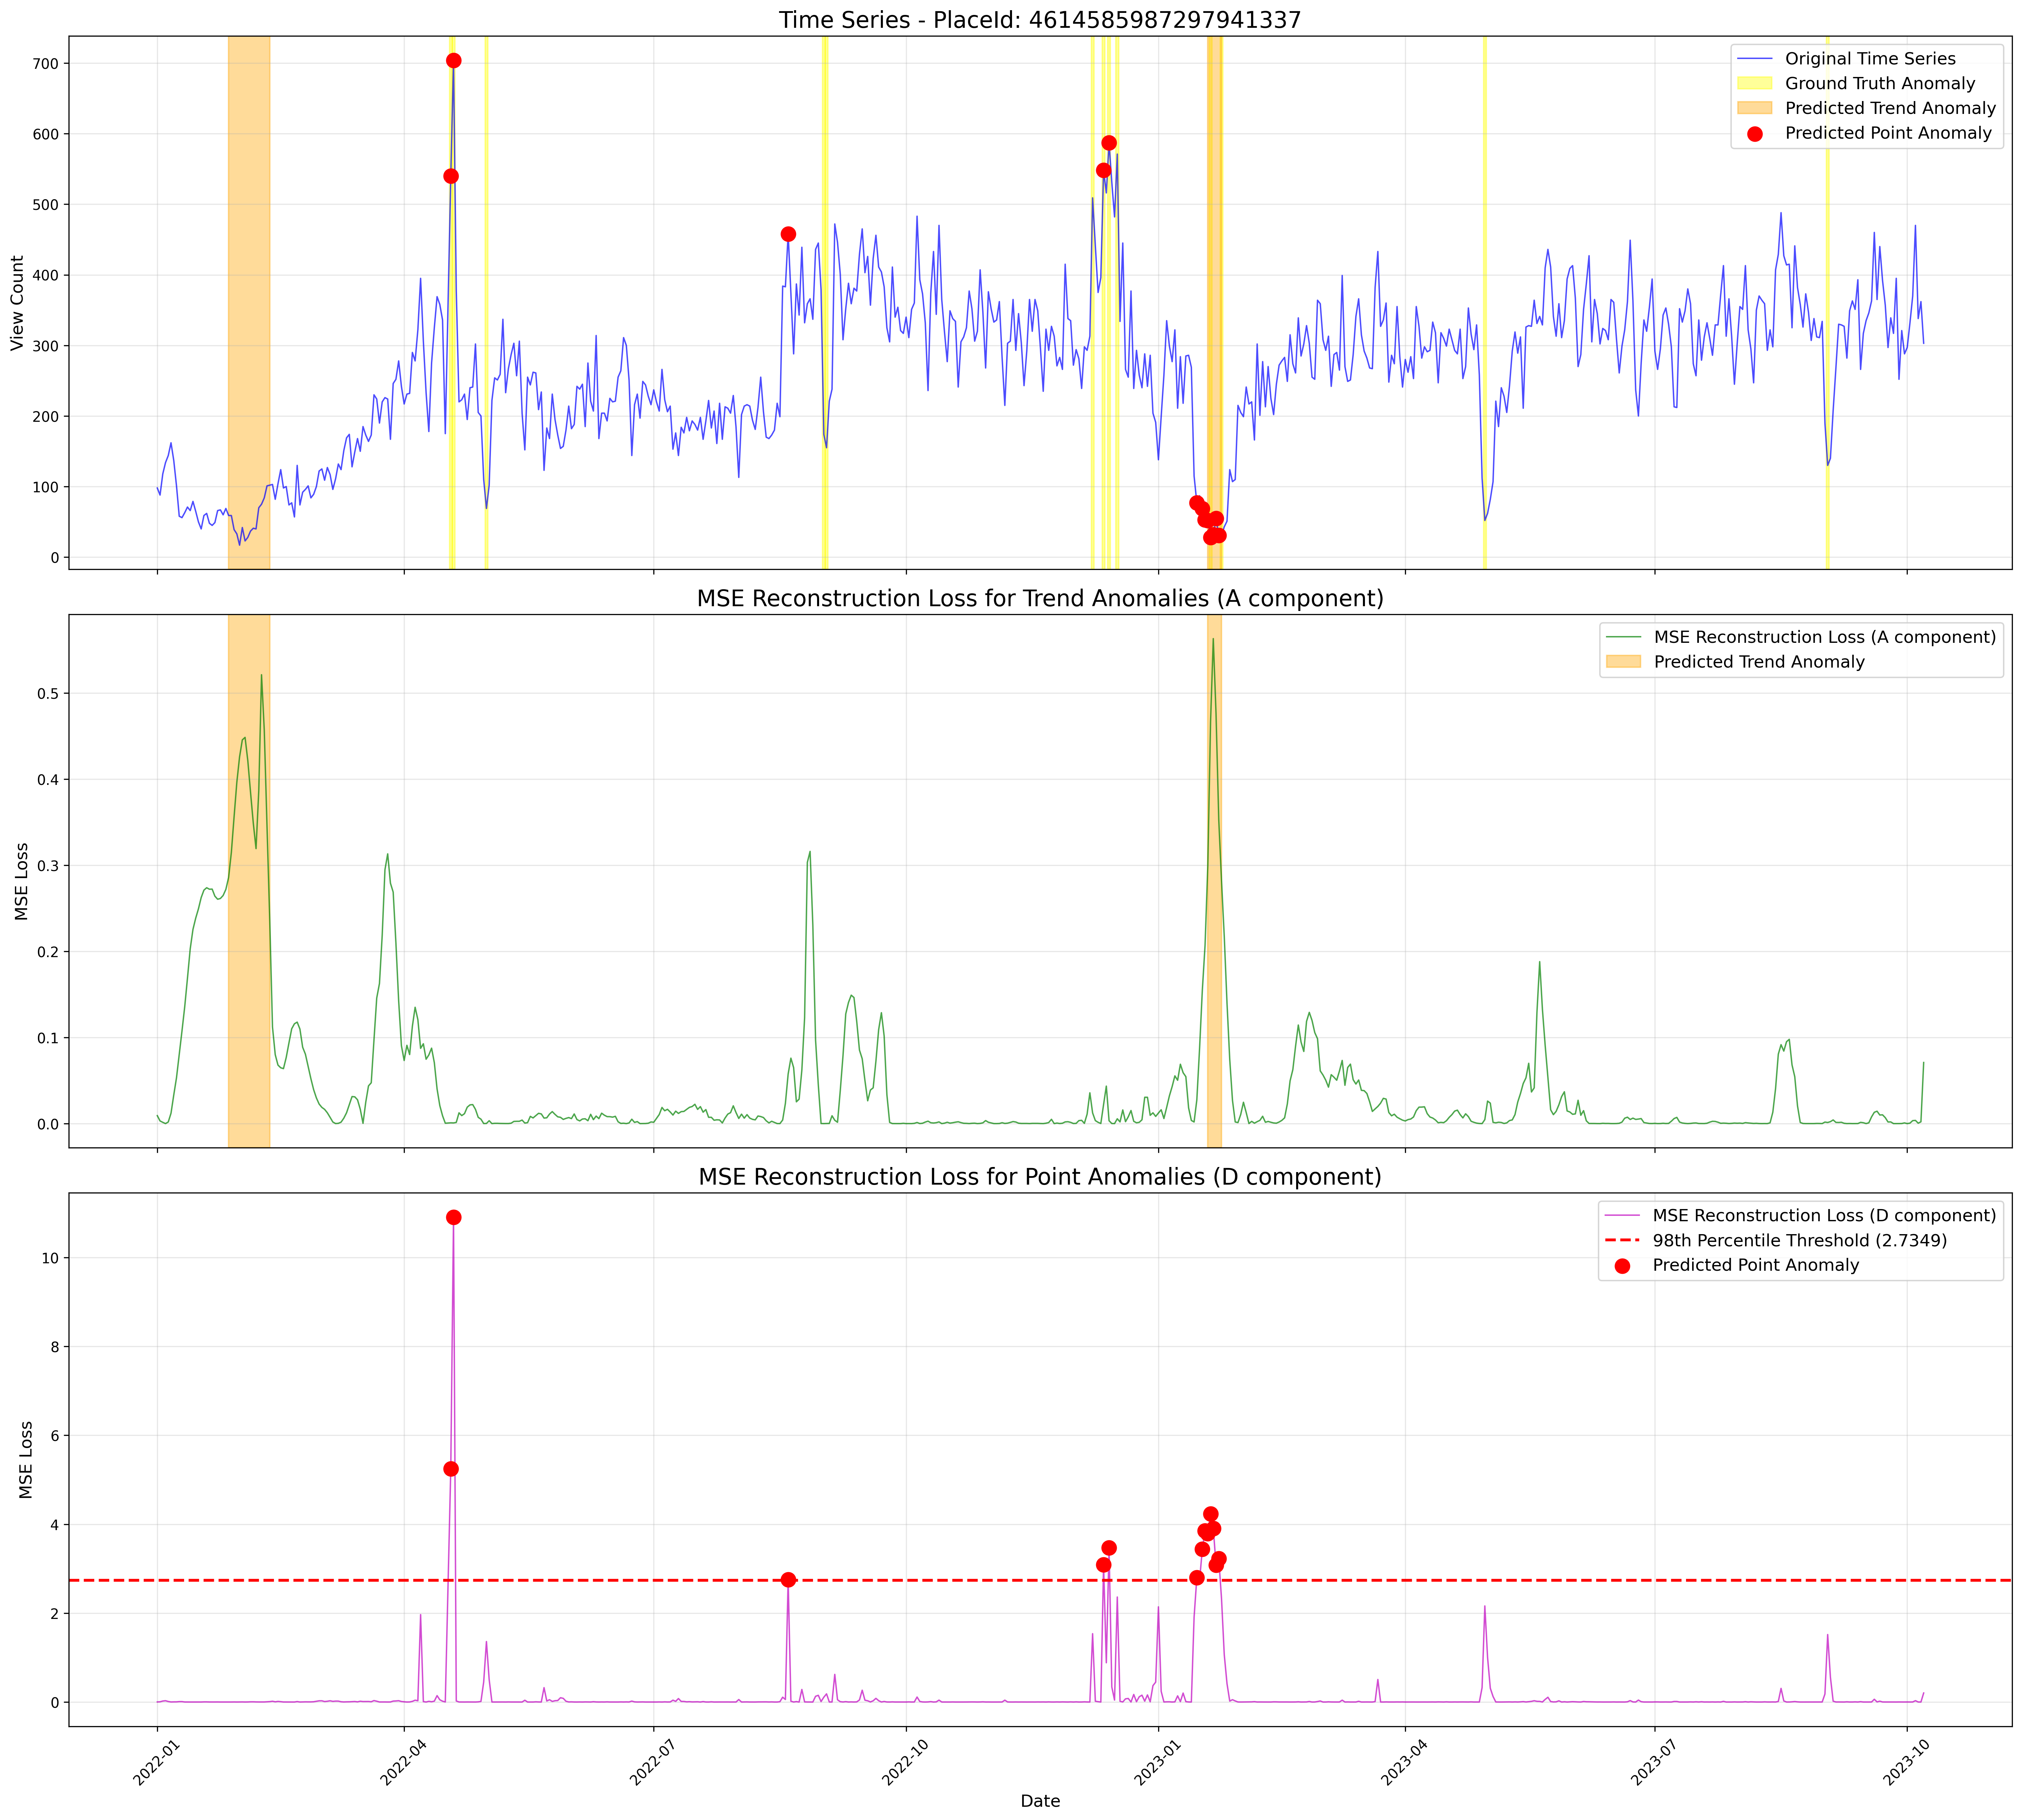 Time Series - PlaceId: 4614585987297941337
View Count
700
600
500
400
300
200
100
0
Original Time Series
Ground Truth Anomaly
Predicted Trend Anomaly
Predicted Point Anomaly
MSE Reconstruction Loss for Trend Anomalies (A component)
MSE Loss
0.5
0.4
0.3
0.2
0.1
0.0
MSE Reconstruction Loss (A component)
Predicted Trend Anomaly
MSE Reconstruction Loss for Point Anomalies (D component)
MSE Loss
10
8
6
4
2
0
MSE Reconstruction Loss (D component)
98th Percentile Threshold (2.7349)
Predicted Point Anomaly
2022-01
2022-04
2022-07
2022-10
2023-01
2023-04
2023-07
2023-10
Date